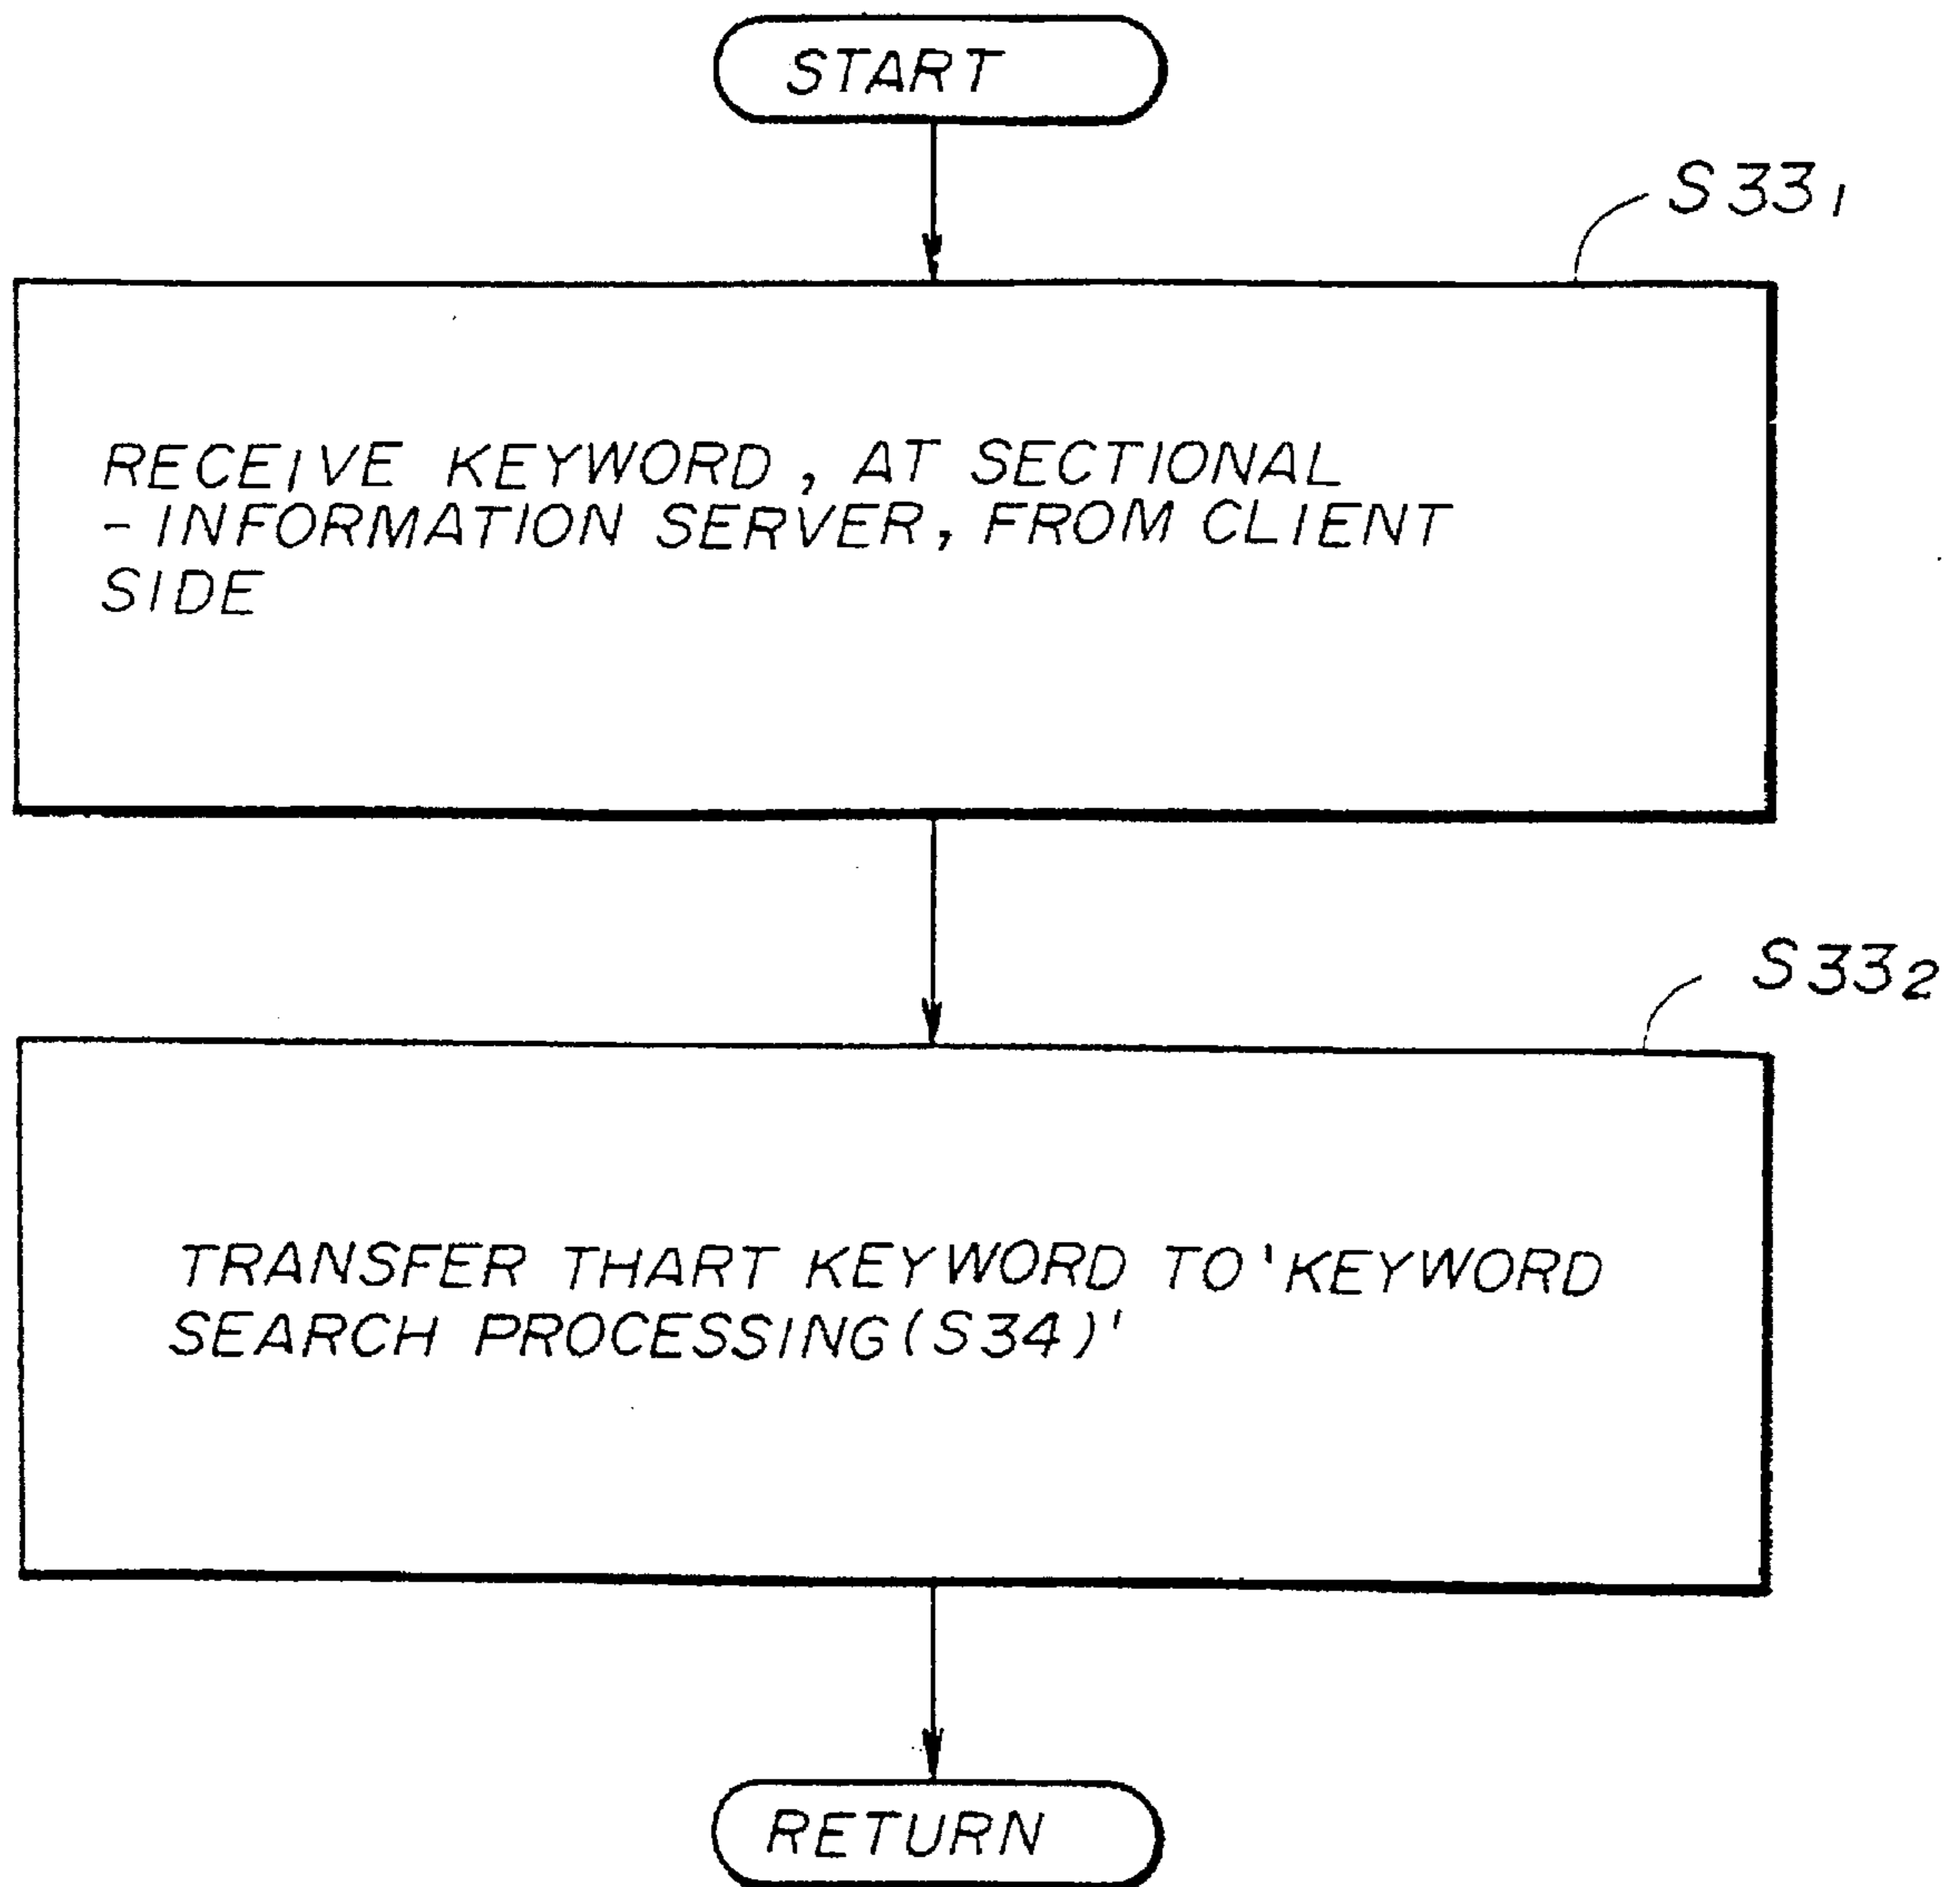 START
S33₁
RECEIVE KEYWORD, AT SECTIONAL
-INFORMATION SERVER, FROM CLIENT
SIDE
S33₂
TRANSFER THART KEYWORD TO 'KEYWORD
SEARCH PROCESSING(S34)'
RETURN